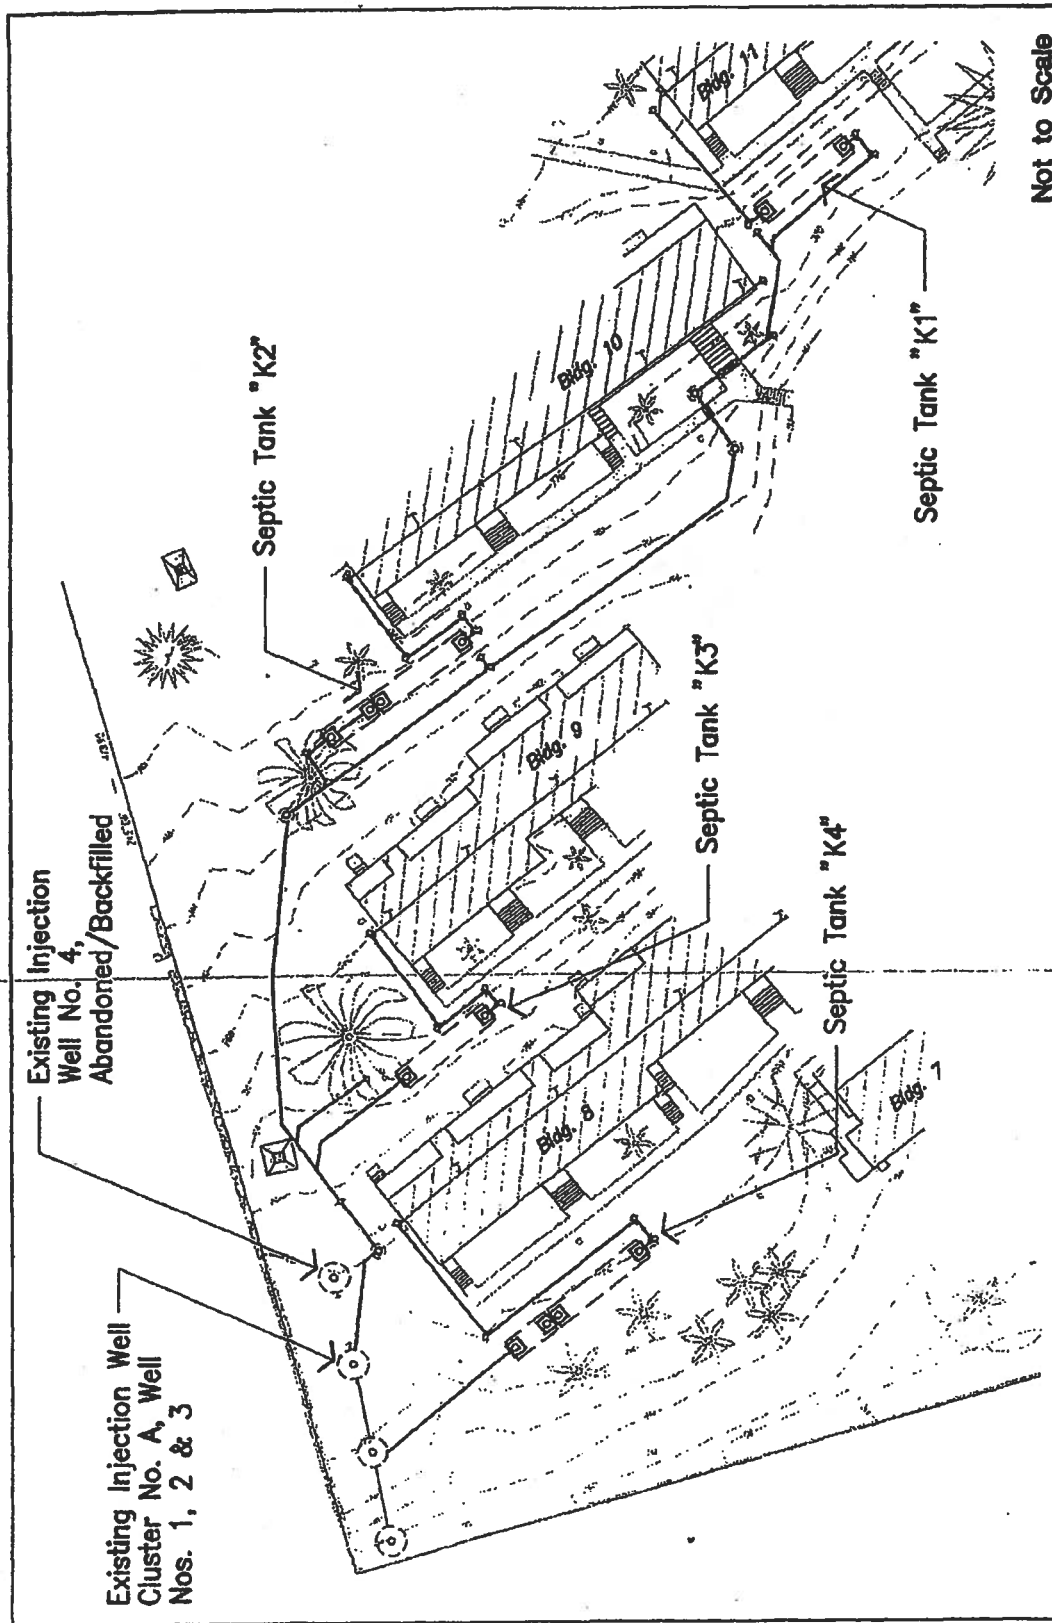 Existing Injection Well
Cluster No. A, Well
Nos. 1, 2 & 3
Existing Injection
Well No. 4,
Abandoned/Backfilled
Septic Tank "K2"
Septic Tank "K3"
Septic Tank "K4"
Septic Tank "K1"
Bldg. 7
Bldg. 8
Bldg. 9
Bldg. 10
Bldg. 11
Not to Scale